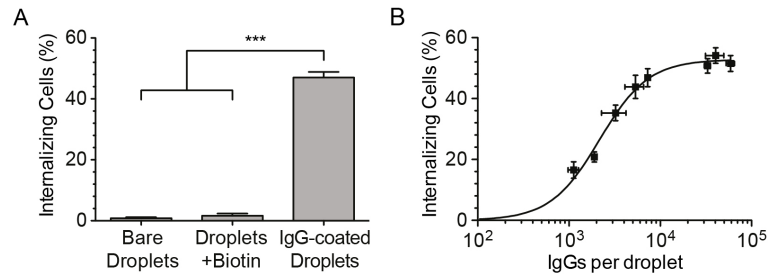 A
Internalizing Cells (%)
60
40
20
0
***
Bare
Droplets
Droplets
+Biotin
IgG-coated
Droplets
B
Internalizing Cells (%)
60
40
20
0
10²
10³
10⁴
10⁵
IgGs per droplet